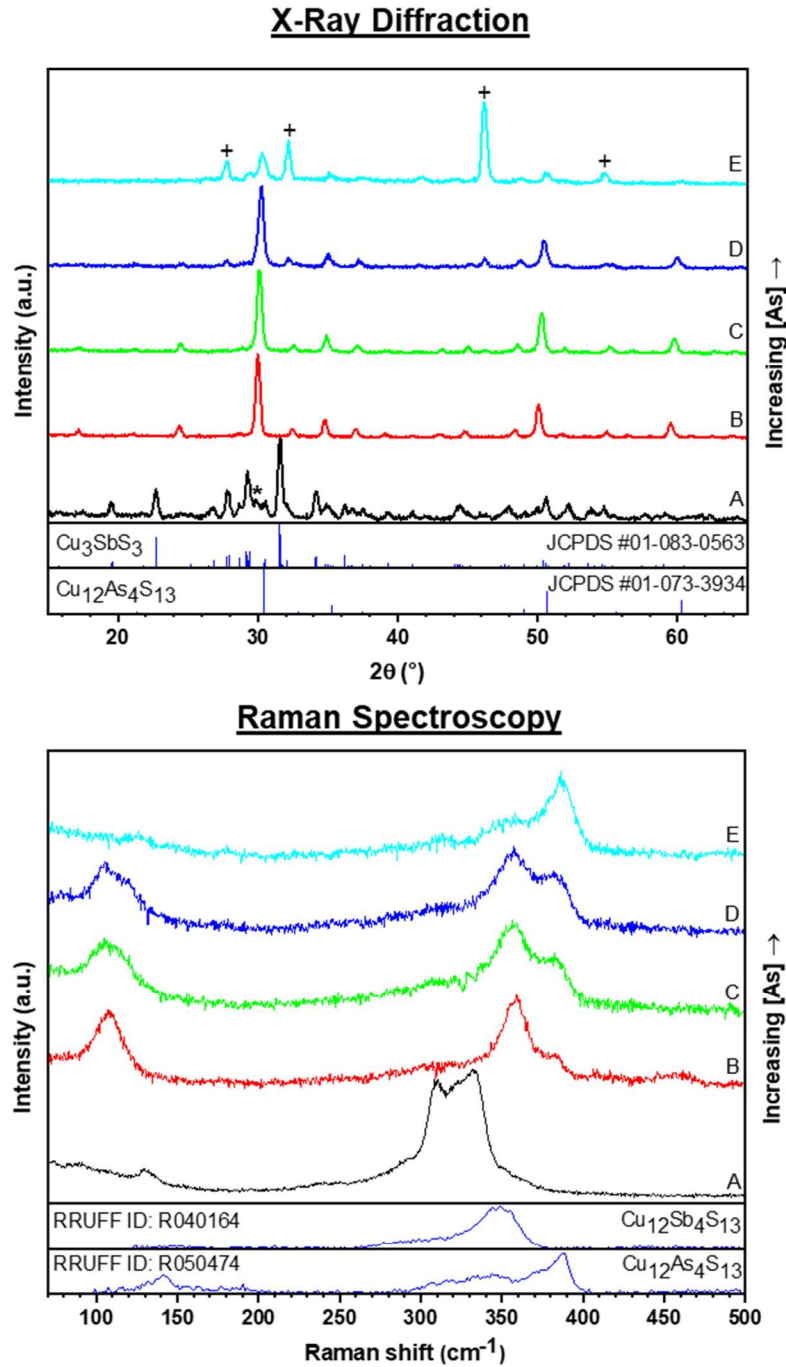 X-Ray Diffraction
+ + + +
E
D
C
B
*
A
Intensity (a.u.)
Increasing [As] →
Cu3SbS3 JCPDS #01-083-0563
Cu12As4S13 JCPDS #01-073-3934
20 30 40 50 60
2θ (°)
Raman Spectroscopy
E
D
C
B
A
Intensity (a.u.)
Increasing [As] →
RRUFF ID: R040164 Cu12Sb4S13
RRUFF ID: R050474 Cu12As4S13
100 150 200 250 300 350 400 450 500
Raman shift (cm-1)